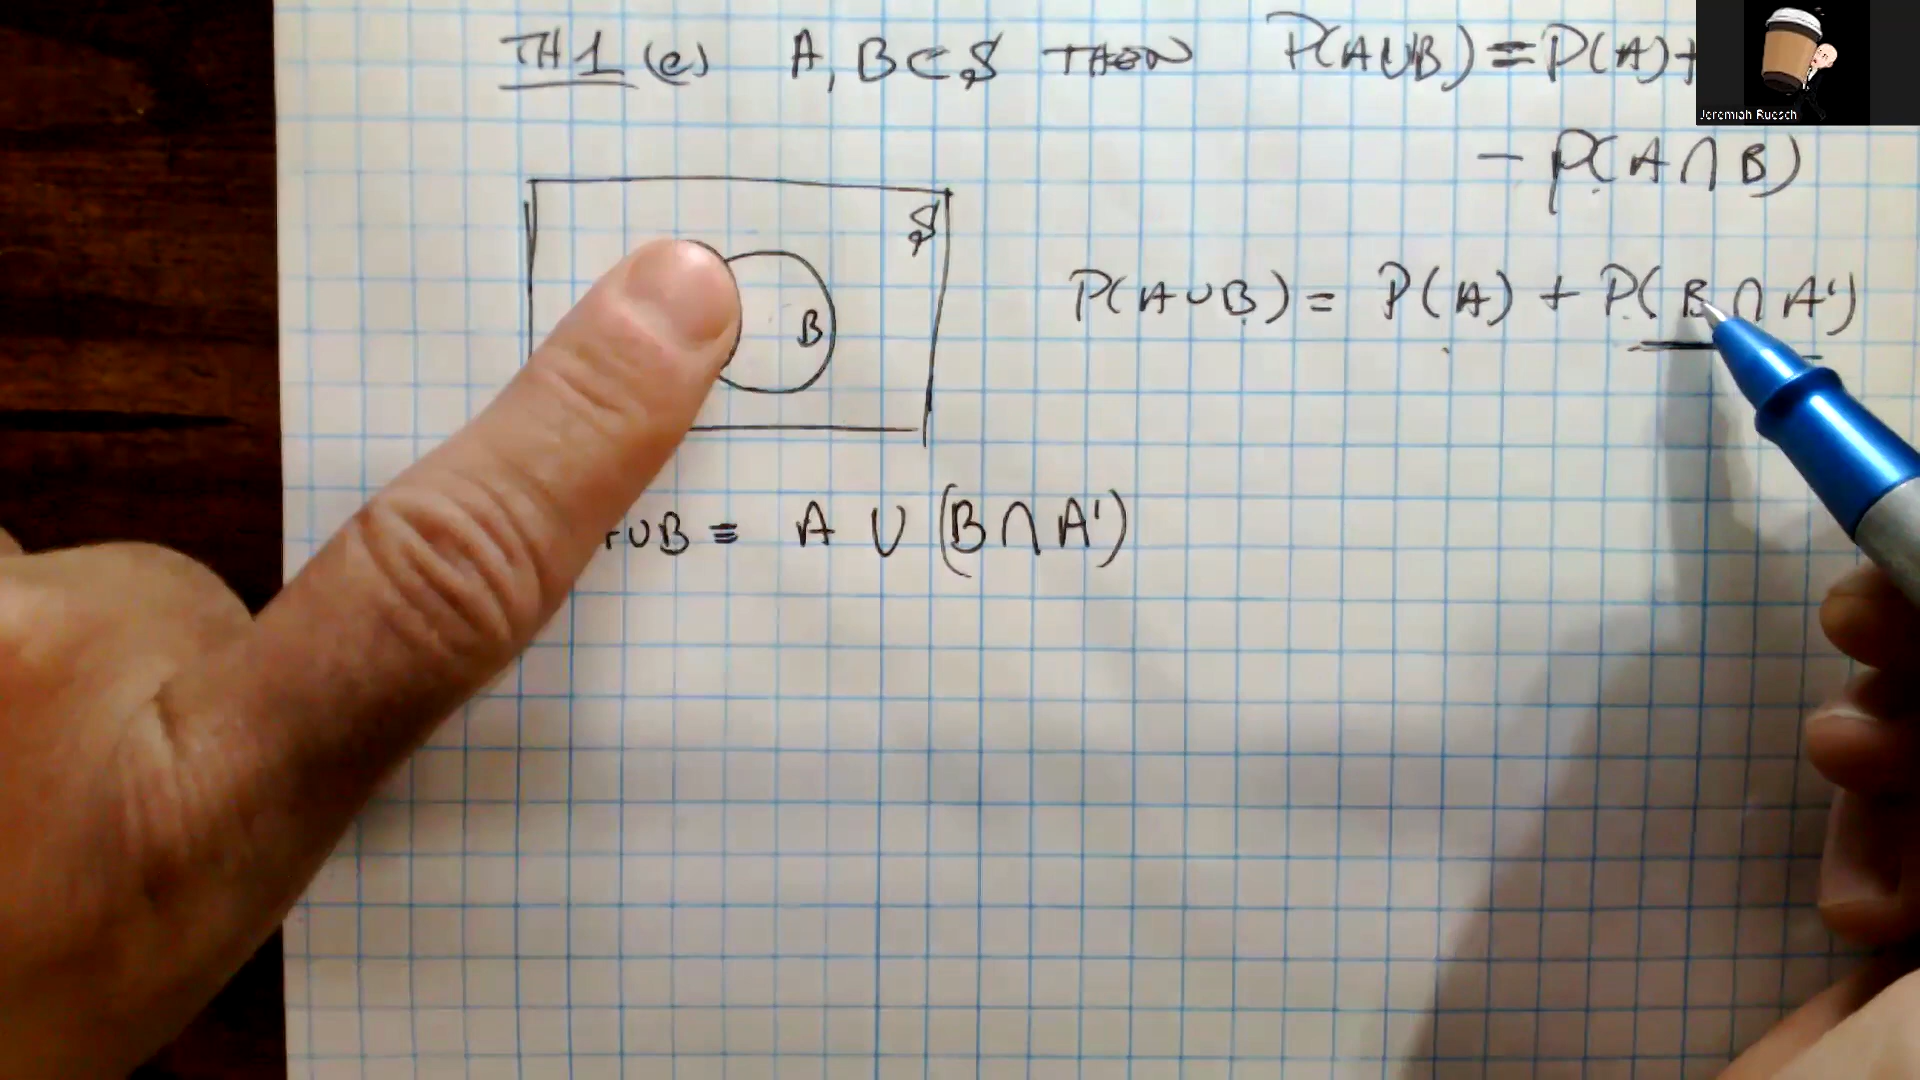 TH 1 (e) A, B ⊂ S THEN P(A∪B) = P(A) +
Jeremiah Ruesch
− P(A ∩ B)
S
P(A∪B) = P(A) + P(B ∩ A')
B
∪B = A ∪ (B ∩ A')